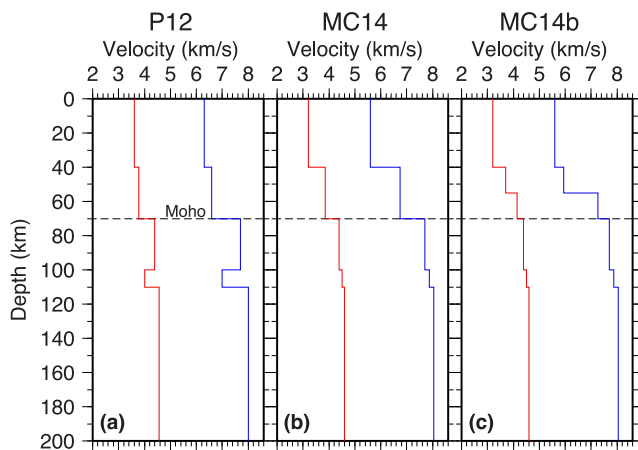 P12 MC14 MC14b
Velocity (km/s) Velocity (km/s) Velocity (km/s)
2 3 4 5 6 7 8 2 3 4 5 6 7 8 2 3 4 5 6 7 8
0
20
40
60
Moho
80
100
120
140
160
180
200
Depth (km)
(a) (b) (c)